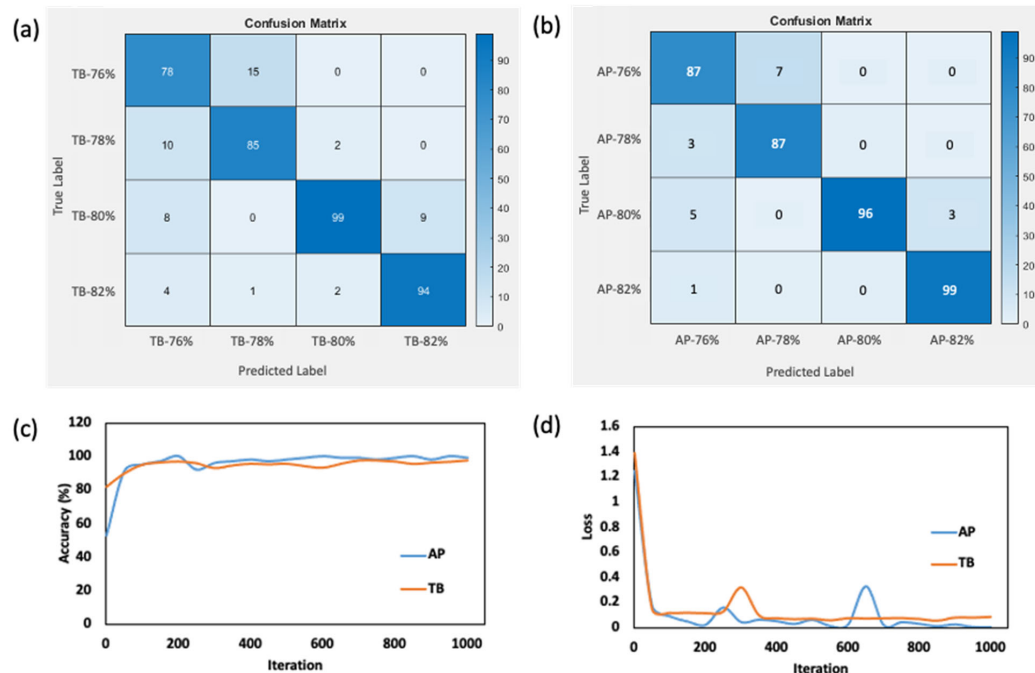 (a)
Confusion Matrix
True Label
TB-76% 78 15 0 0
TB-78% 10 85 2 0
TB-80% 8 0 99 9
TB-82% 4 1 2 94
TB-76% TB-78% TB-80% TB-82%
Predicted Label
90
80
70
60
50
40
30
20
10
0
(b)
Confusion Matrix
True Label
AP-76% 87 7 0 0
AP-78% 3 87 0 0
AP-80% 5 0 96 3
AP-82% 1 0 0 99
AP-76% AP-78% AP-80% AP-82%
Predicted Label
90
80
70
60
50
40
30
20
10
0
(c)
Accuracy (%)
120
100
80
60
40
20
0
AP
TB
0 200 400 600 800 1000
Iteration
(d)
Loss
1.6
1.4
1.2
1
0.8
0.6
0.4
0.2
0
AP
TB
0 200 400 600 800 1000
Iteration